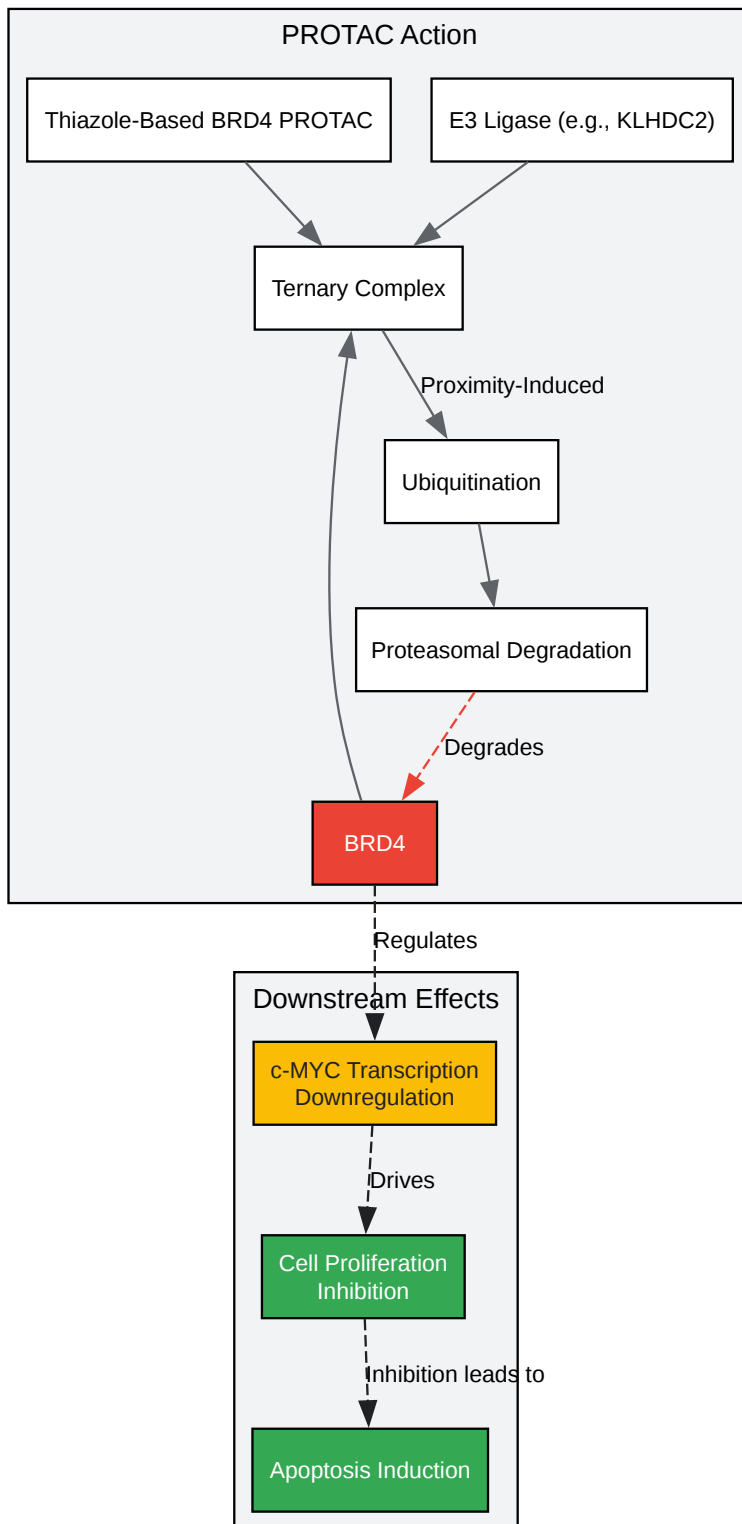 PROTAC Action
Thiazole-Based BRD4 PROTAC
E3 Ligase (e.g., KLHDC2)
Ternary Complex
Proximity-Induced
Ubiquitination
Proteasomal Degradation
Degrades
BRD4
Regulates
Downstream Effects
c-MYC Transcription
Downregulation
Drives
Cell Proliferation
Inhibition
Inhibition leads to
Apoptosis Induction